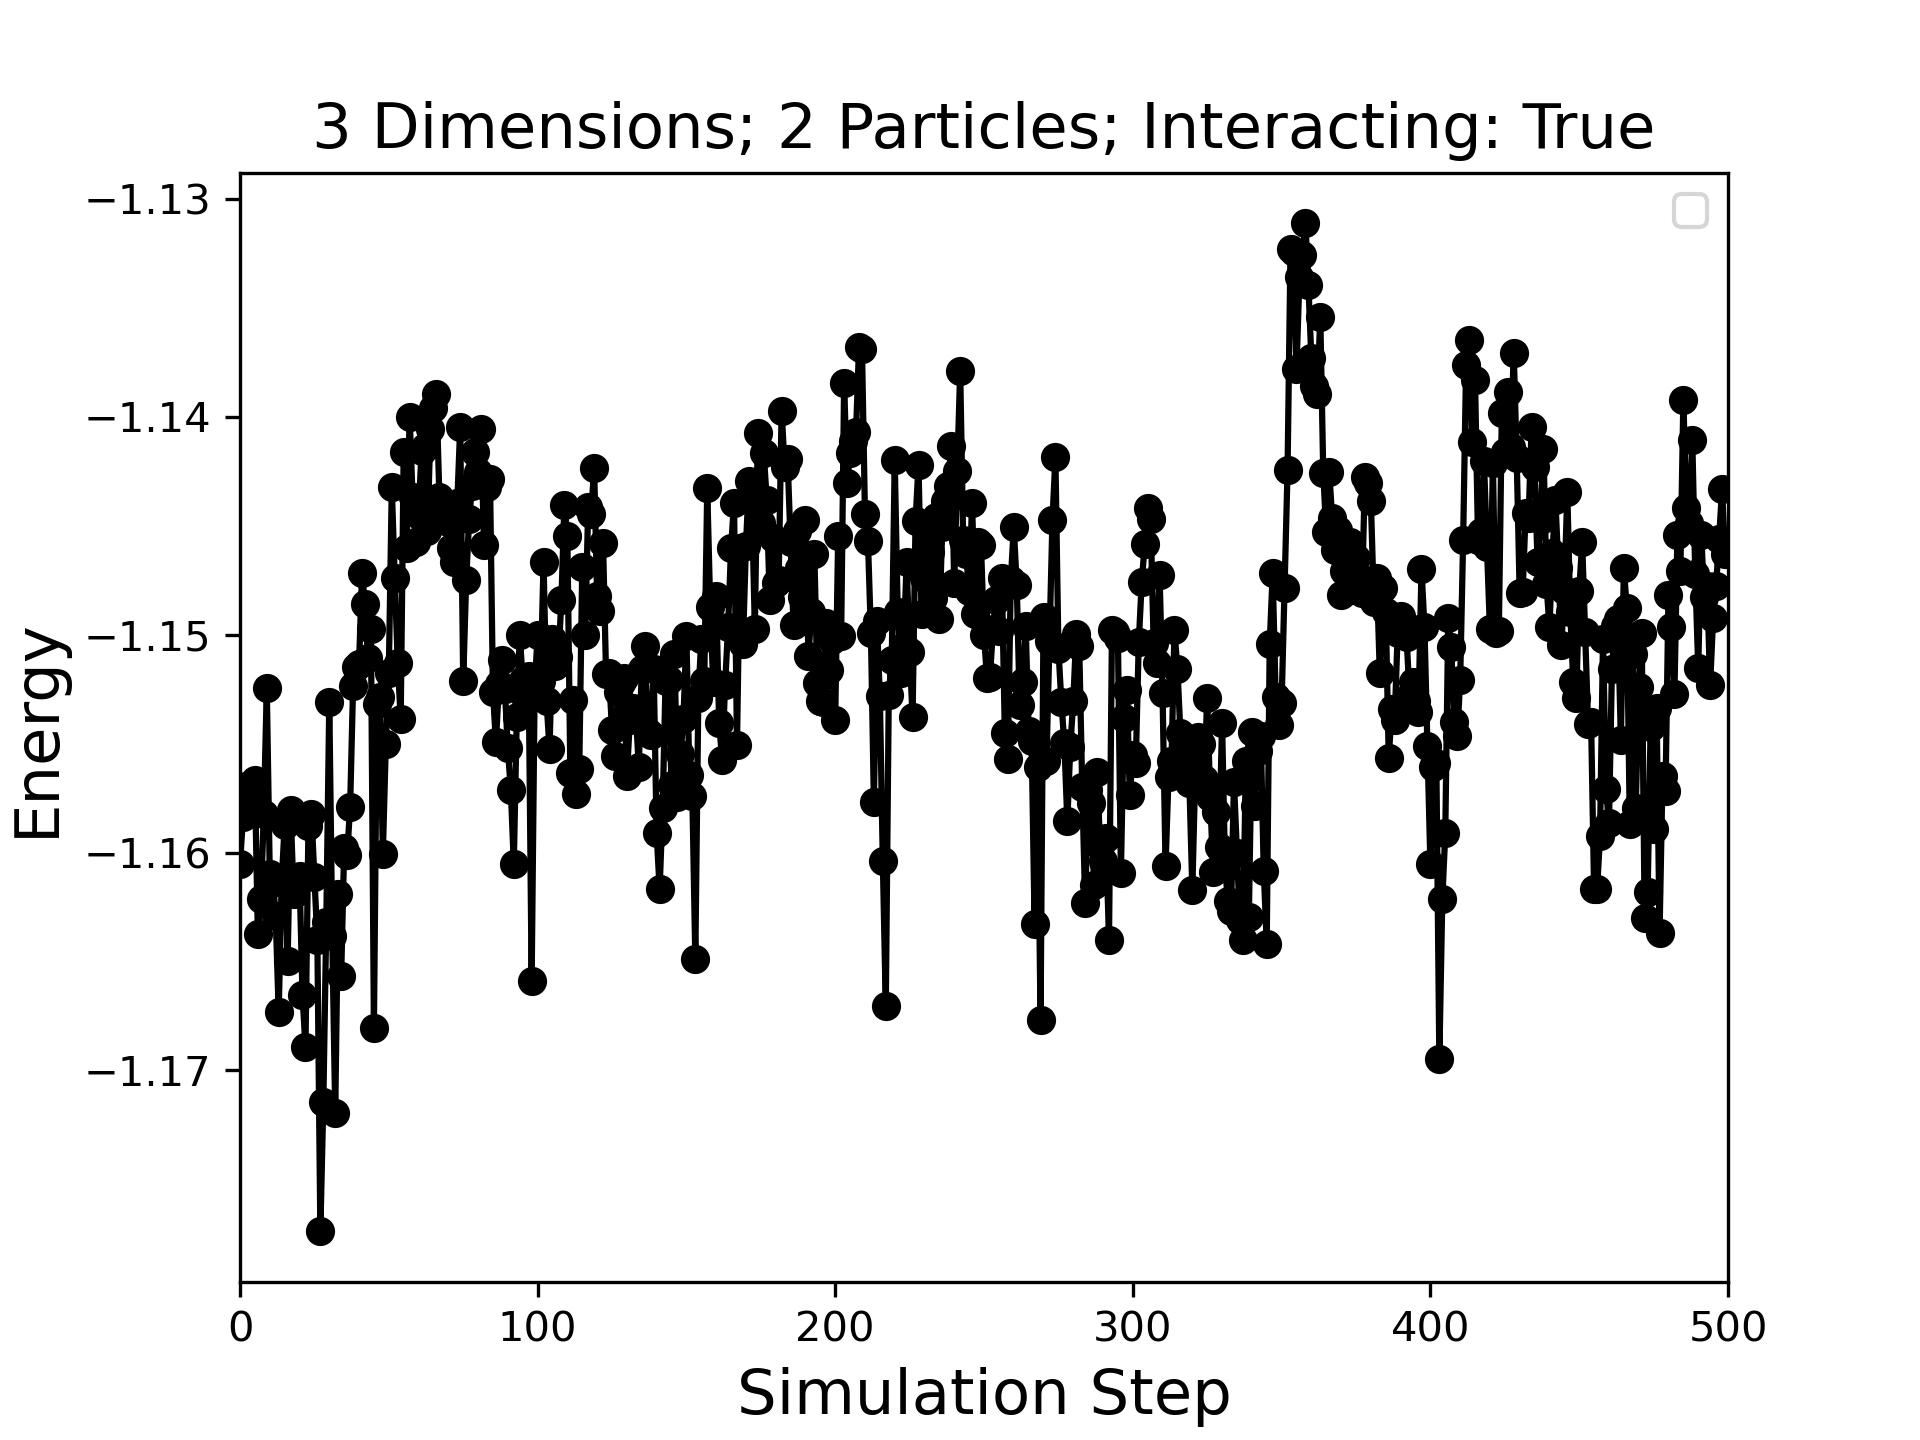 3 Dimensions; 2 Particles; Interacting: True
−1.13
−1.14
−1.15
−1.16
−1.17
Energy
0 100 200 300 400 500
Simulation Step